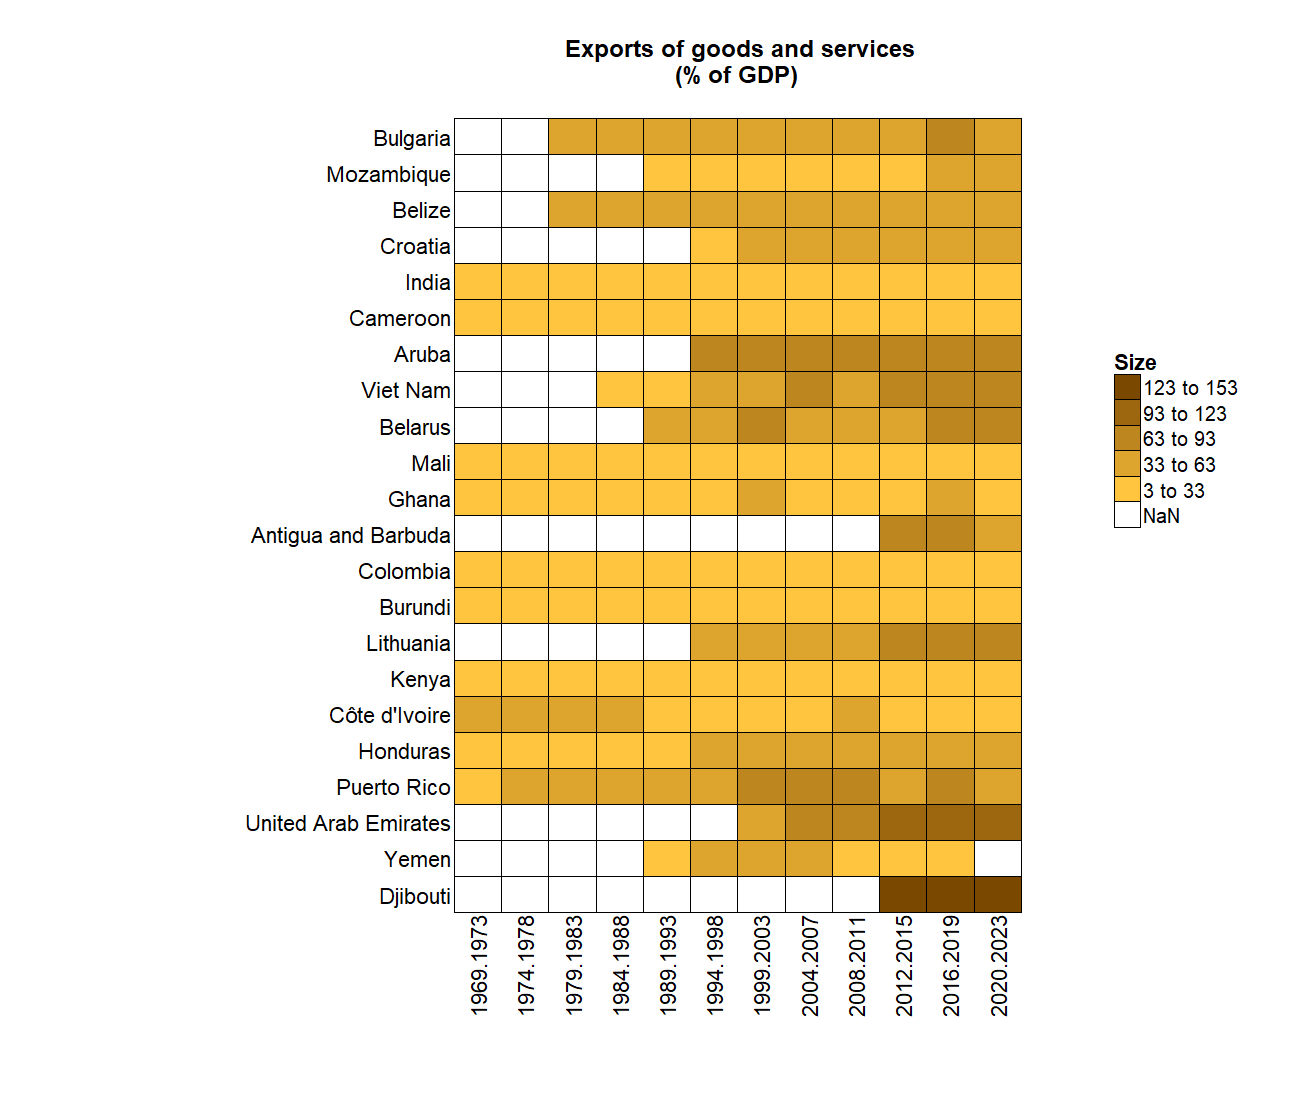 Exports of goods and services
(% of GDP)
Bulgaria
Mozambique
Belize
Croatia
India
Cameroon
Aruba
Viet Nam
Belarus
Mali
Ghana
Antigua and Barbuda
Colombia
Burundi
Lithuania
Kenya
Côte d'Ivoire
Honduras
Puerto Rico
United Arab Emirates
Yemen
Djibouti
1969.1973
1974.1978
1979.1983
1984.1988
1989.1993
1994.1998
1999.2003
2004.2007
2008.2011
2012.2015
2016.2019
2020.2023
Size
123 to 153
93 to 123
63 to 93
33 to 63
3 to 33
NaN